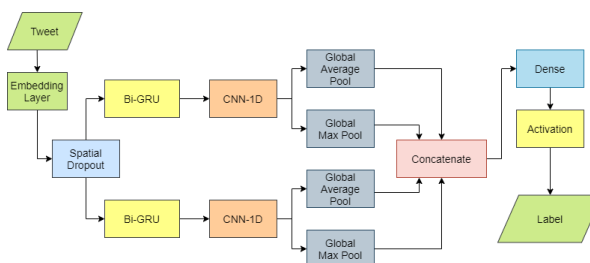 Tweet
Embedding
Layer
Spatial
Dropout
Bi-GRU
CNN-1D
Global
Average
Pool
Global
Max Pool
Bi-GRU
CNN-1D
Global
Average
Pool
Global
Max Pool
Concatenate
Dense
Activation
Label